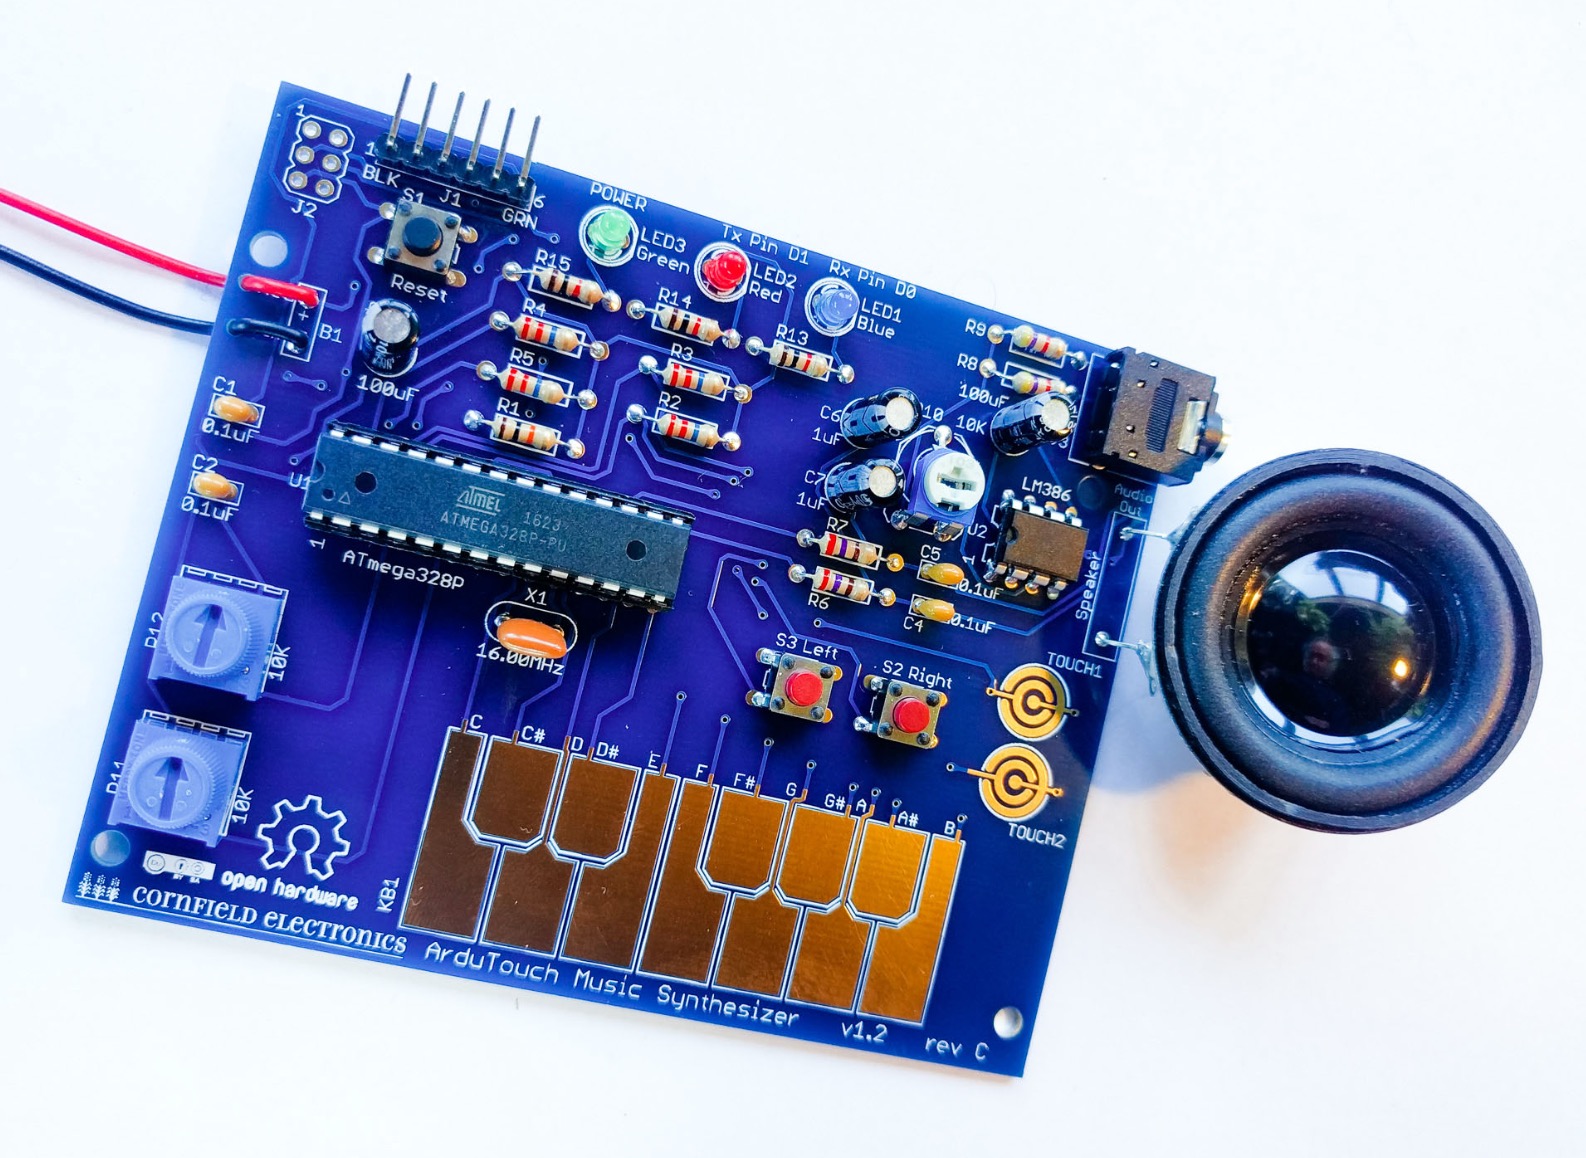 1
J2
1
BLK
J1
6
GRN
S1
Reset
POWER
LED3
Green
Tx Pin D1
LED2
Red
Rx Pin D0
LED1
Blue
+
B1
100uF
C1
0.1uF
C2
0.1uF
R15
R4
R5
R1
R14
R3
R2
R13
R9
R8
100uF
C6
1uF
10K
C7
1uF
LM386
U2
Audio
Out
Speaker
R7
R6
C5
0.1uF
C4
0.1uF
U1
1
ATMEL
1623
ATMEGA328P-PU
ATmega328P
X1
16.00MHz
R12
10K
R11
10K
S3 Left
S2 Right
TOUCH1
TOUCH2
C
C#
D
D#
E
F
F#
G
G#
A
A#
B
KB1
BY SA
open hardware
CORNFIELD ELECTRONICS
ArduTouch Music Synthesizer
v1.2
rev C